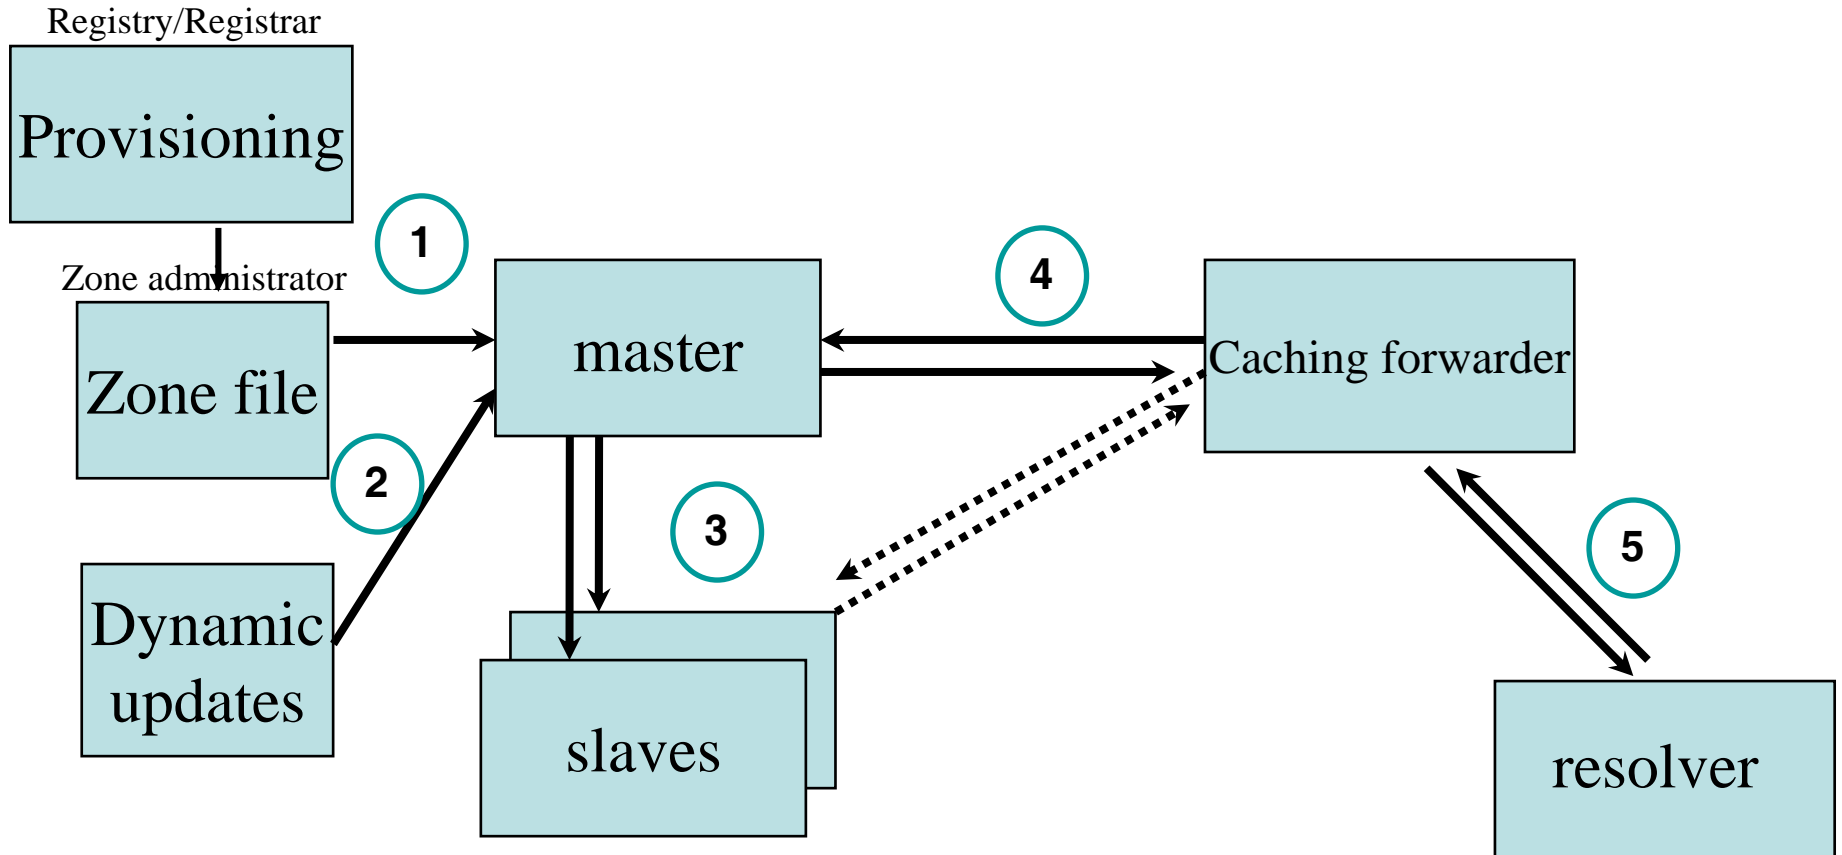 Registry/Registrar
Provisioning
1
Zone administrator
4
master
Caching forwarder
Zone file
2
3
5
Dynamic
updates
slaves
resolver